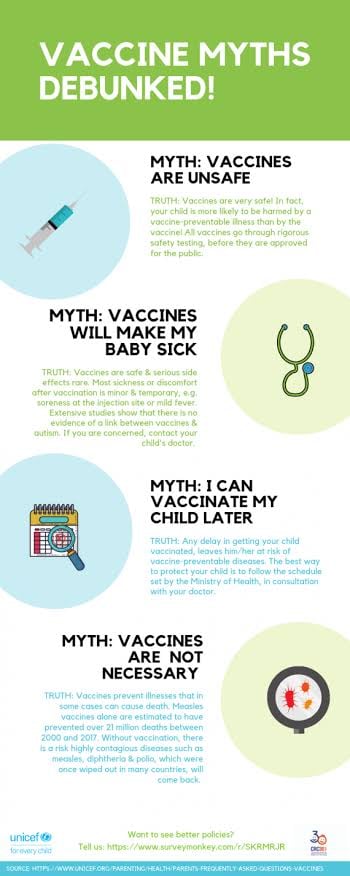 VACCINE MYTHS
DEBUNKED!
MYTH: VACCINES
ARE UNSAFE
TRUTH: Vaccines are very safe! In fact,
your child is more likely to be harmed by a
vaccine-preventable illness than by the
vaccine! All vaccines go through rigorous
safety testing, before they are approved
for the public.
MYTH: VACCINES
WILL MAKE MY
BABY SICK
TRUTH: Vaccines are safe & serious side
effects rare. Most sickness or discomfort
after vaccination is minor & temporary, e.g.
soreness at the injection site or mild fever.
Extensive studies show that there is no
evidence of a link between vaccines &
autism. If you are concerned, contact your
child's doctor.
MYTH: I CAN
VACCINATE MY
CHILD LATER
TRUTH: Any delay in getting your child
vaccinated, leaves him/her at risk of
vaccine-preventable diseases. The best way
to protect your child is to follow the schedule
set by the Ministry of Health, in consultation
with your doctor.
MYTH: VACCINES
ARE NOT
NECESSARY
TRUTH: Vaccines prevent illnesses that in
some cases can cause death. Measles
vaccines alone are estimated to have
prevented over 21 million deaths between
2000 and 2017. Without vaccination, there
is a risk highly contagious diseases such as
measles, diphtheria & polio, which were
once wiped out in many countries, will
come back.
unicef
for every child
Want to see better policies?
Tell us: https://www.surveymonkey.com/r/SKRMRJR
SOURCE: HTTPS://WWW.UNICEF.ORG/PARENTING/HEALTH/PARENTS-FREQUENTLY-ASKED-QUESTIONS-VACCINES